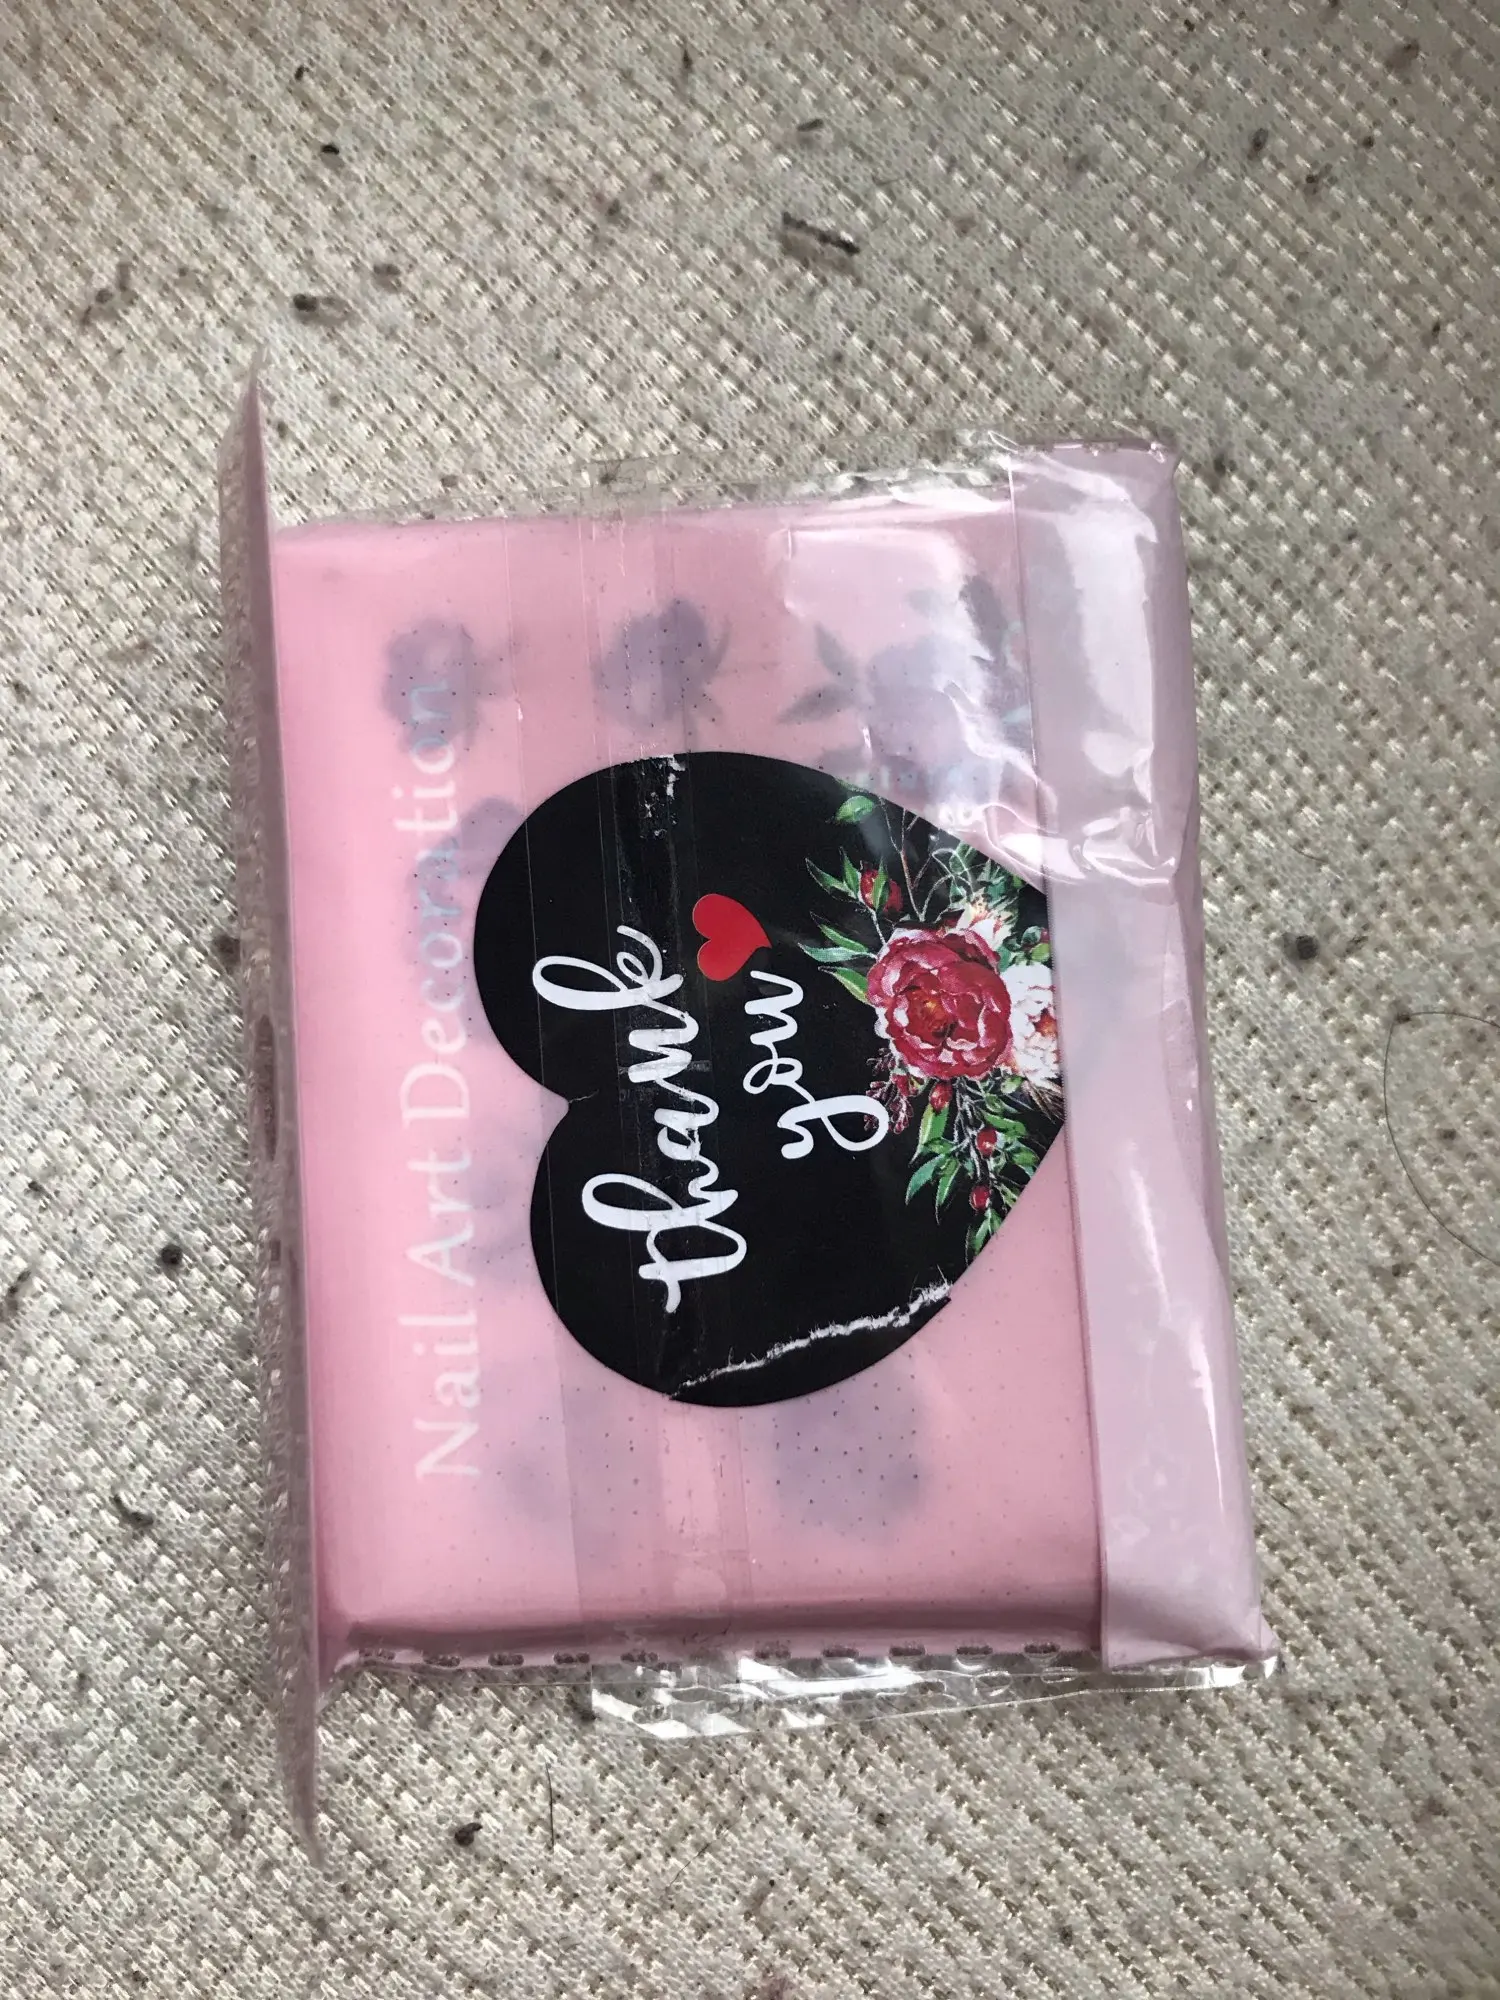 Nail Art Decoration
thank
you